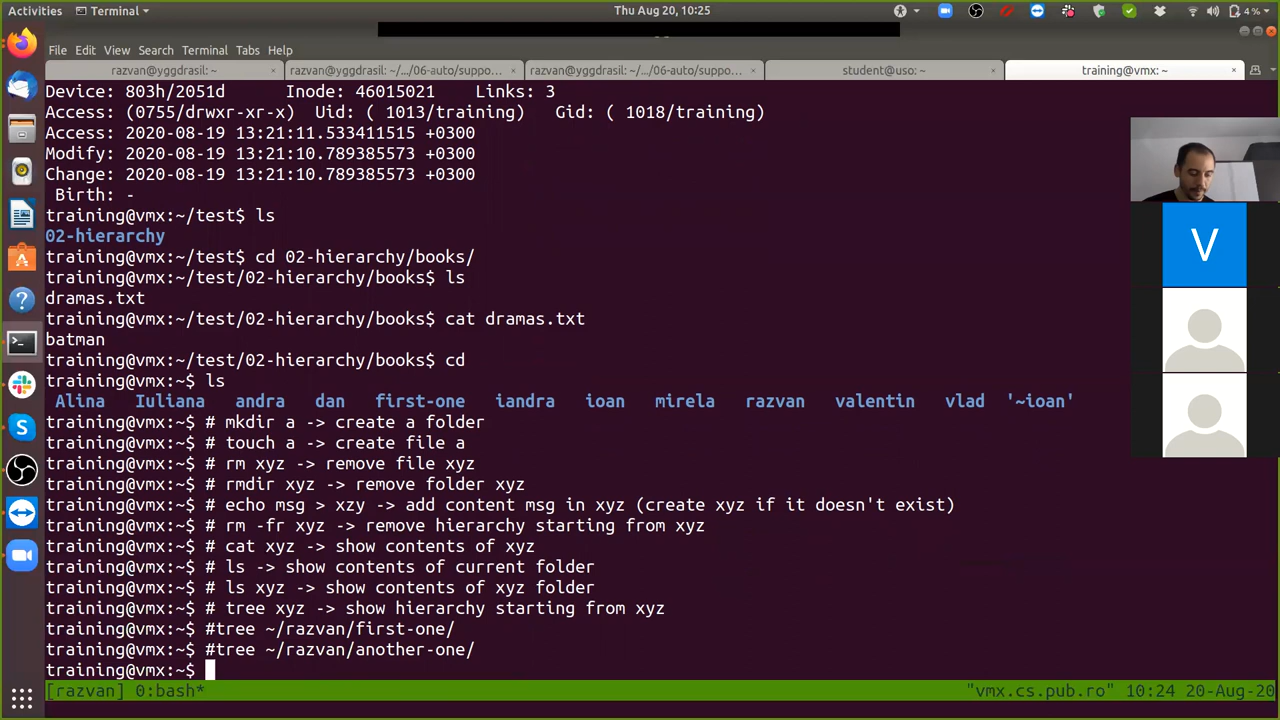 Activities Terminal Thu Aug 20, 10:25 4%
File Edit View Search Terminal Tabs Help
razvan@yggdrasil: ~ × razvan@yggdrasil: ~/.../06-auto/suppo... × razvan@yggdrasil: ~/.../06-auto/suppo... × student@uso: ~ × training@vmx: ~ ×
Device: 803h/2051d Inode: 46015021 Links: 3
Access: (0755/drwxr-xr-x) Uid: ( 1013/training) Gid: ( 1018/training)
Access: 2020-08-19 13:21:11.533411515 +0300
Modify: 2020-08-19 13:21:10.789385573 +0300
Change: 2020-08-19 13:21:10.789385573 +0300
Birth: -
training@vmx:~/test$ ls
02-hierarchy
training@vmx:~/test$ cd 02-hierarchy/books/
training@vmx:~/test/02-hierarchy/books$ ls
dramas.txt
training@vmx:~/test/02-hierarchy/books$ cat dramas.txt
batman
training@vmx:~/test/02-hierarchy/books$ cd
training@vmx:~$ ls
Alina Iuliana andra dan first-one iandra ioan mirela razvan valentin vlad '~ioan'
training@vmx:~$ # mkdir a -> create a folder
training@vmx:~$ # touch a -> create file a
training@vmx:~$ # rm xyz -> remove file xyz
training@vmx:~$ # rmdir xyz -> remove folder xyz
training@vmx:~$ # echo msg > xzy -> add content msg in xyz (create xyz if it doesn't exist)
training@vmx:~$ # rm -fr xyz -> remove hierarchy starting from xyz
training@vmx:~$ # cat xyz -> show contents of xyz
training@vmx:~$ # ls -> show contents of current folder
training@vmx:~$ # ls xyz -> show contents of xyz folder
training@vmx:~$ # tree xyz -> show hierarchy starting from xyz
training@vmx:~$ #tree ~/razvan/first-one/
training@vmx:~$ #tree ~/razvan/another-one/
training@vmx:~$
[razvan] 0:bash* "vmx.cs.pub.ro" 10:24 20-Aug-20
V